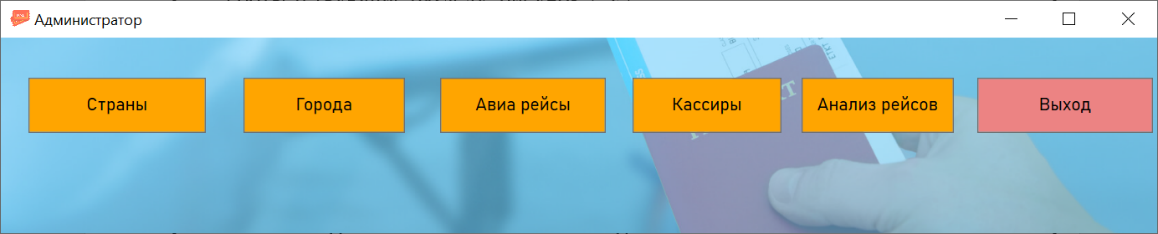 Администратор
Страны
Города
Авиа рейсы
Кассиры
Анализ рейсов
Выход